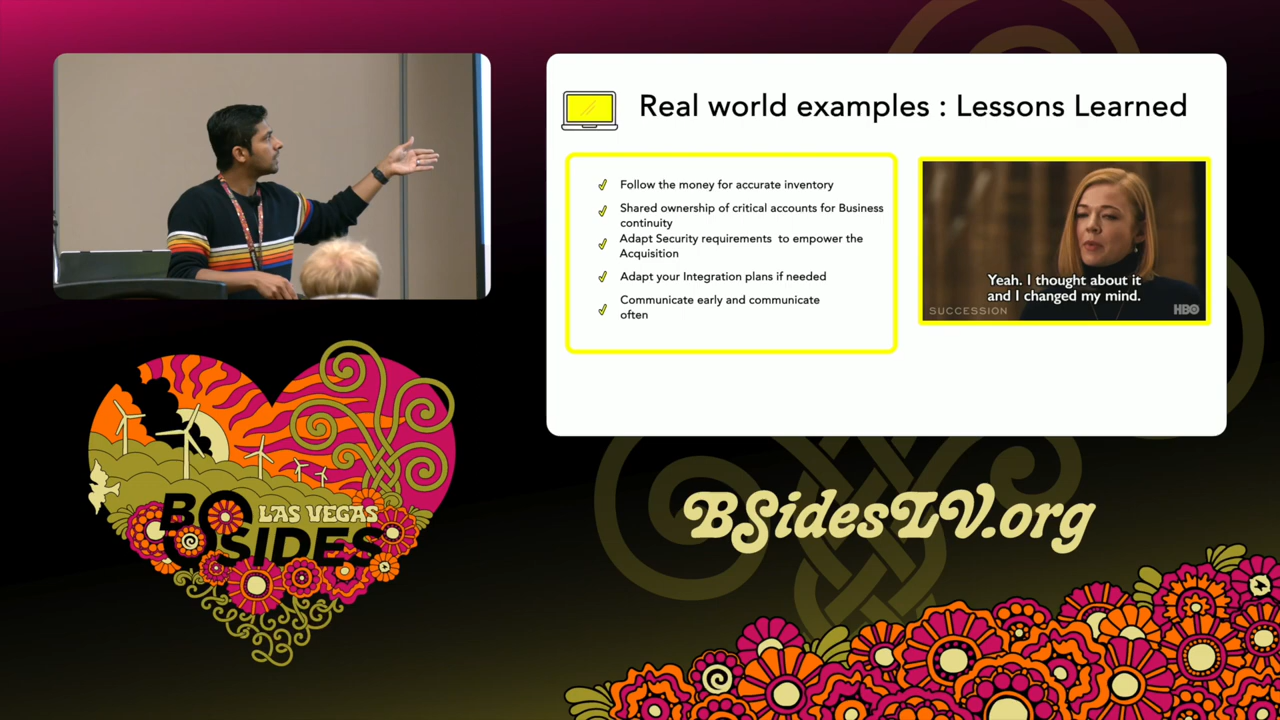 Real world examples : Lessons Learned
Follow the money for accurate inventory
Shared ownership of critical accounts for Business
continuity
Adapt Security requirements to empower the
Acquisition
Adapt your Integration plans if needed
Communicate early and communicate
often
Yeah. I thought about it
and I changed my mind.
SUCCESSION
HBO
BSIDES
LAS VEGAS
23
BSidesLV.org